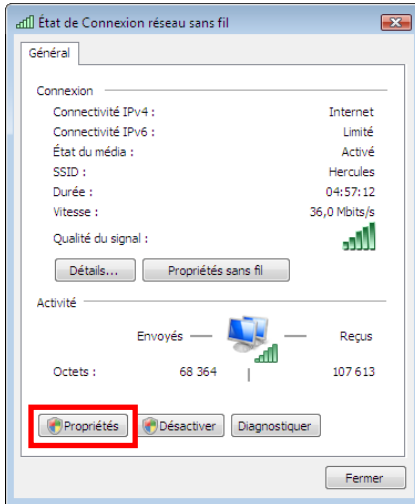 État de Connexion réseau sans fil
Général
Connexion
Connectivité IPv4 : Internet
Connectivité IPv6 : Limité
État du média : Activé
SSID : Hercules
Durée : 04:57:12
Vitesse : 36,0 Mbits/s
Qualité du signal :
Détails... Propriétés sans fil
Activité
Envoyés Reçus
Octets : 68 364 107 613
Propriétés Désactiver Diagnostiquer
Fermer